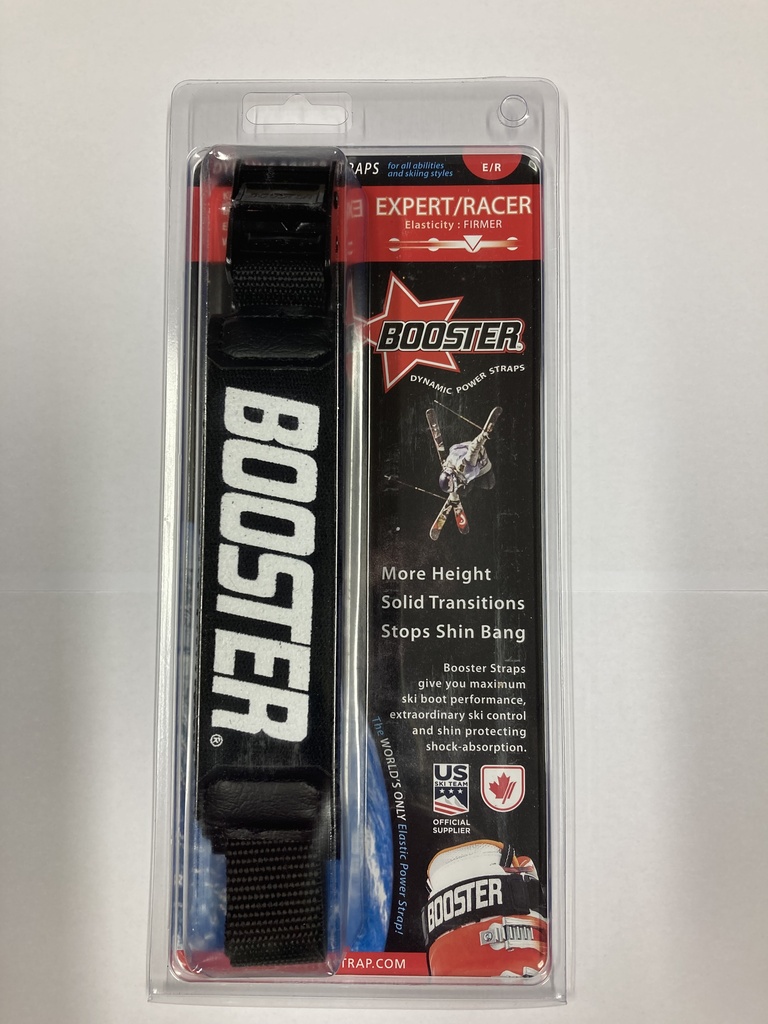 for all abilities
and skiing styles
E/R
EXPERT/RACER
Elasticity : FIRMER
BOOSTER
DYNAMIC POWER STRAPS
BOOSTER®
More Height
Solid Transitions
Stops Shin Bang
Booster Straps
give you maximum
ski boot performance,
extraordinary ski control
and shin protecting
shock-absorption.
The WORLD'S ONLY Elastic Power Strap!
US
SKI TEAM
OFFICIAL
SUPPLIER
BOOSTER
TRAP.COM